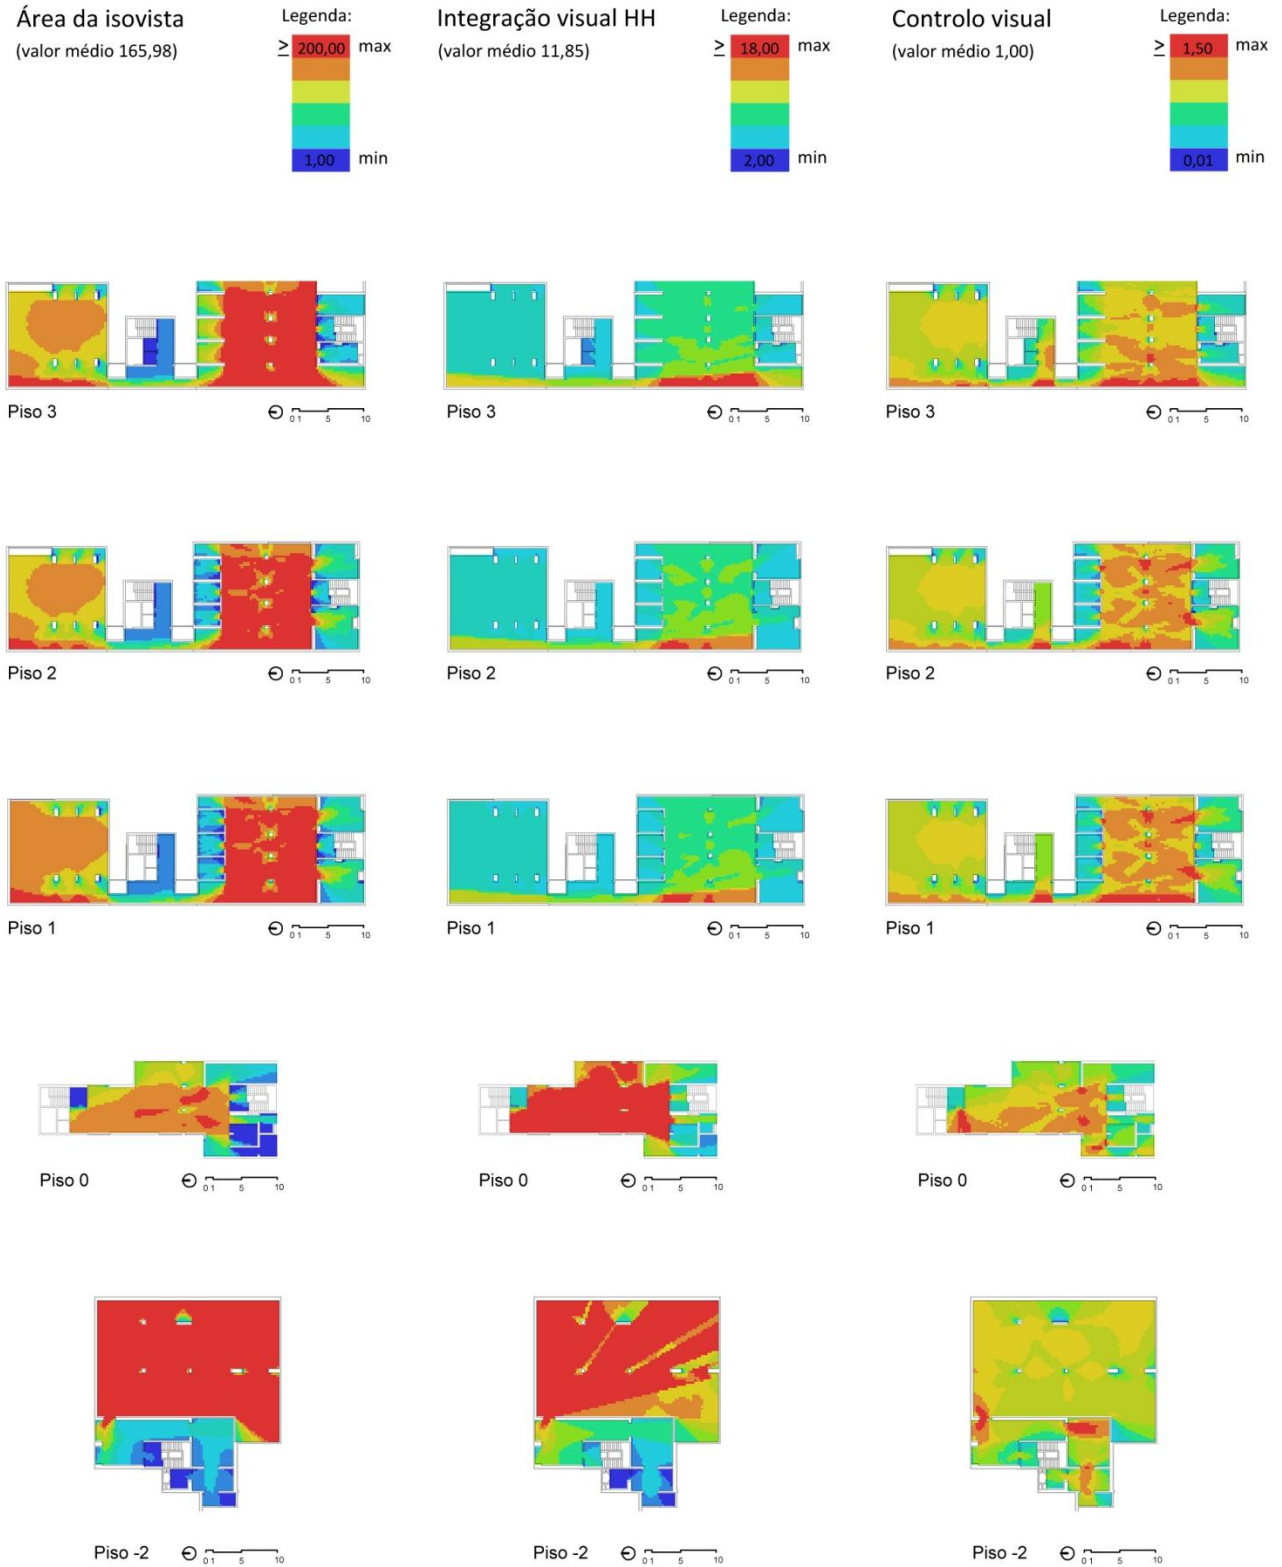 Área da isovista
(valor médio 165,98)
Legenda:
≥ 200,00 max
1,00 min
Integração visual HH
(valor médio 11,85)
Legenda:
≥ 18,00 max
2,00 min
Controlo visual
(valor médio 1,00)
Legenda:
≥ 1,50 max
0,01 min
Piso 3 0 1 5 10
Piso 3 0 1 5 10
Piso 3 0 1 5 10
Piso 2 0 1 5 10
Piso 2 0 1 5 10
Piso 2 0 1 5 10
Piso 1 0 1 5 10
Piso 1 0 1 5 10
Piso 1 0 1 5 10
Piso 0 0 1 5 10
Piso 0 0 1 5 10
Piso 0 0 1 5 10
Piso -2 0 1 5 10
Piso -2 0 1 5 10
Piso -2 0 1 5 10